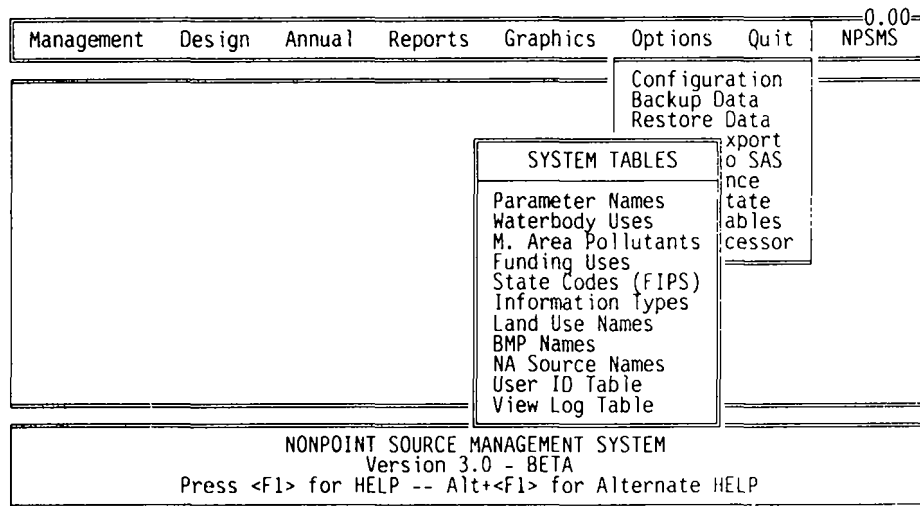 0.00
Management Design Annual Reports Graphics Options Quit NPSMS
Configuration
Backup Data
Restore Data
xport
o SAS
nce
tate
ables
cessor
SYSTEM TABLES
Parameter Names
Waterbody Uses
M. Area Pollutants
Funding Uses
State Codes (FIPS)
Information Types
Land Use Names
BMP Names
NA Source Names
User ID Table
View Log Table
NONPOINT SOURCE MANAGEMENT SYSTEM
Version 3.0 - BETA
Press <F1> for HELP -- Alt+<F1> for Alternate HELP